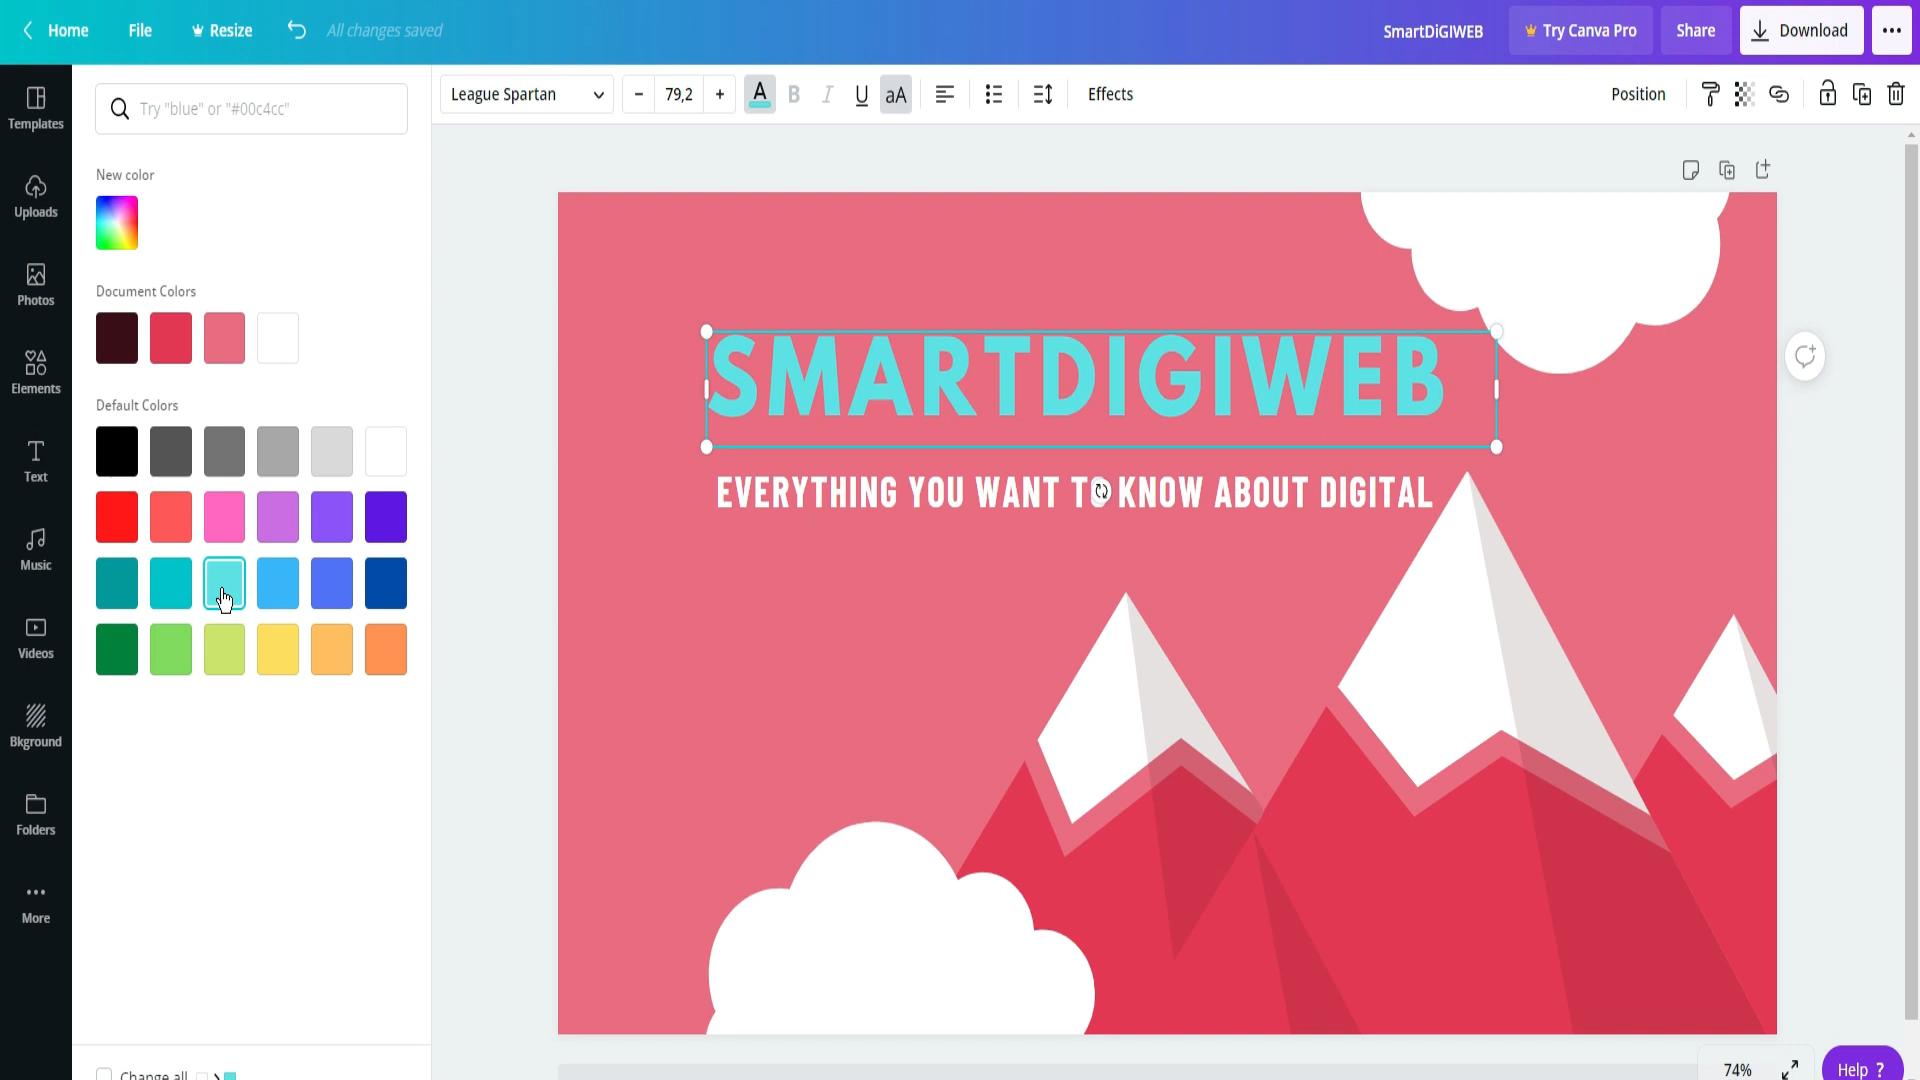 Home
File
Resize
All changes saved
SmartDiGIWEB
Try Canva Pro
Share
Download
Templates
Uploads
Photos
Elements
Text
Music
Videos
Bkground
Folders
More
Try "blue" or "#00c4cc"
New color
Document Colors
Default Colors
Change all
League Spartan
- 79,2 +
A B I U aA
Effects
Position
SMARTDIGIWEB
EVERYTHING YOU WANT TO KNOW ABOUT DIGITAL
74%
Help ?